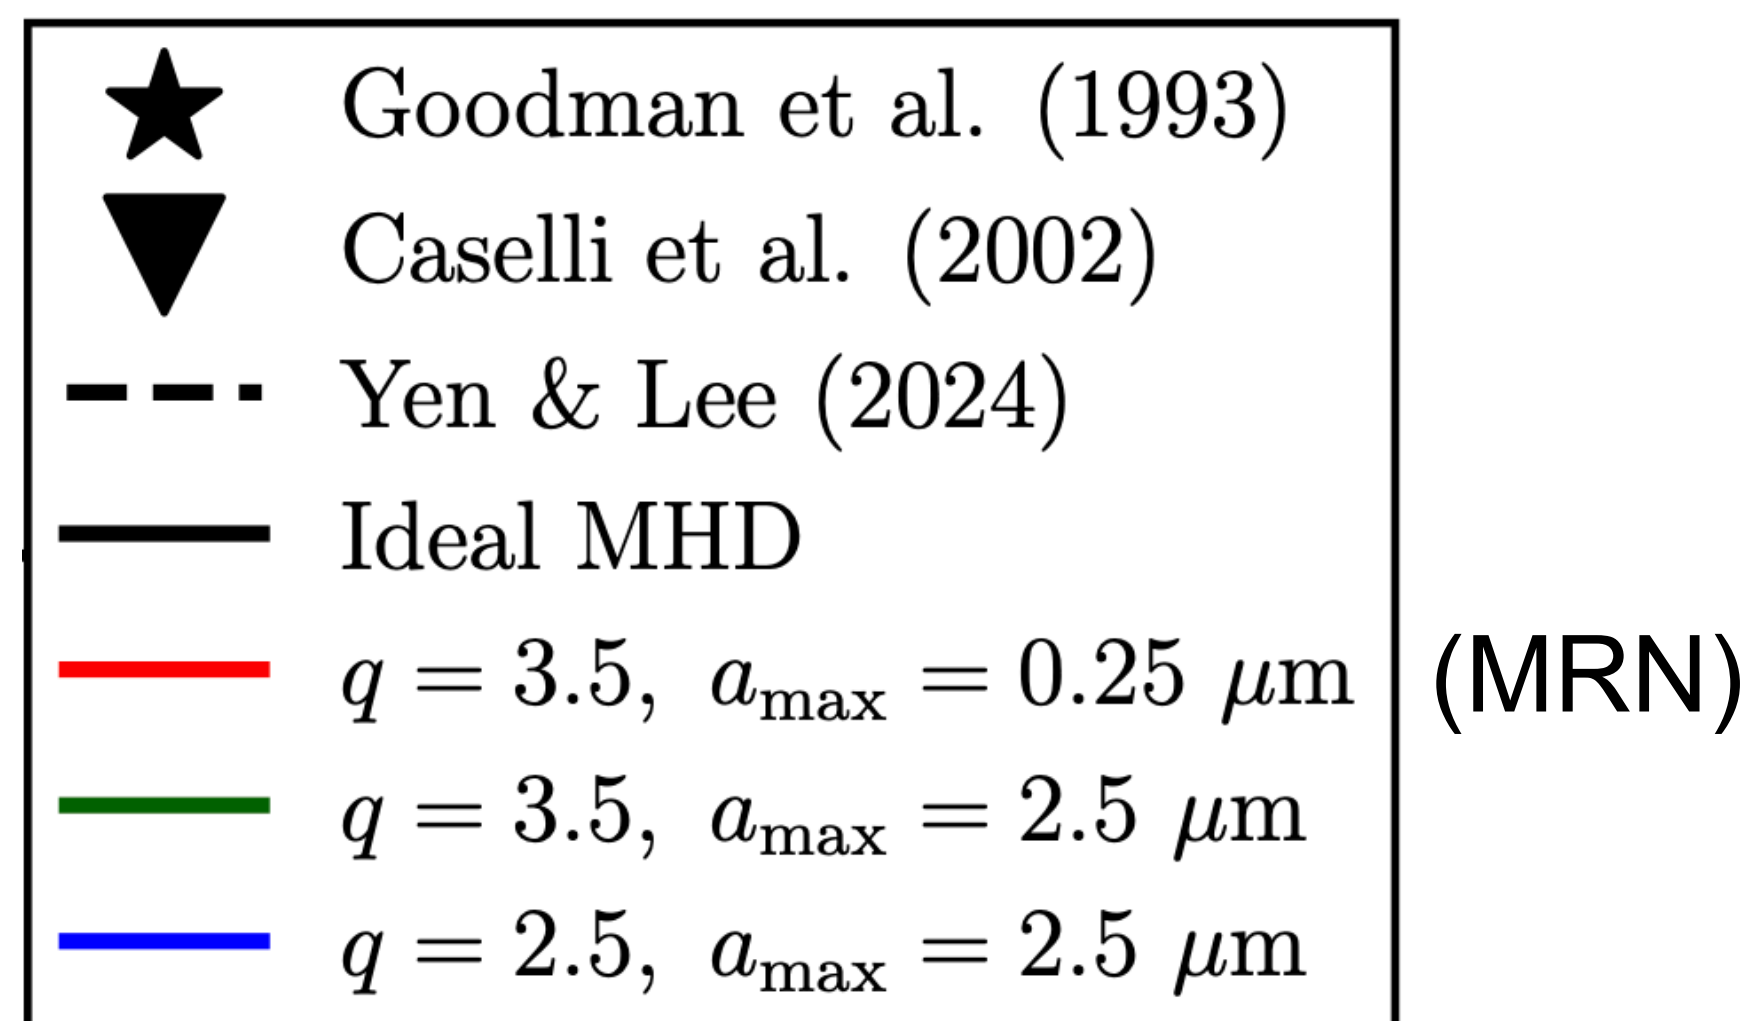 Goodman et al. (1993)
Caselli et al. (2002)
Yen & Lee (2024)
Ideal MHD
q = 3.5, a_max = 0.25 μm (MRN)
q = 3.5, a_max = 2.5 μm
q = 2.5, a_max = 2.5 μm